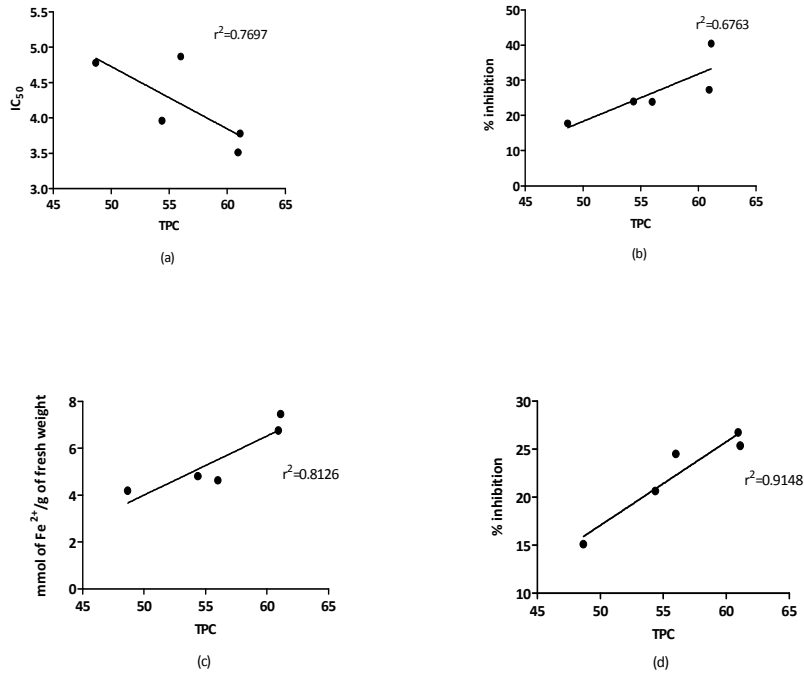 5.5
r²=0.7697
5.0
4.5
IC₅₀
4.0
3.5
3.0
45 50 55 60 65
TPC
(a)
50
r²=0.6763
40
30
% inhibition
20
10
0
45 50 55 60 65
TPC
(b)
8
6
mmol of Fe ²⁺/g of fresh weight
r²=0.8126
4
2
0
45 50 55 60 65
TPC
(c)
30
25
r²=0.9148
% inhibition
20
15
10
45 50 55 60 65
TPC
(d)